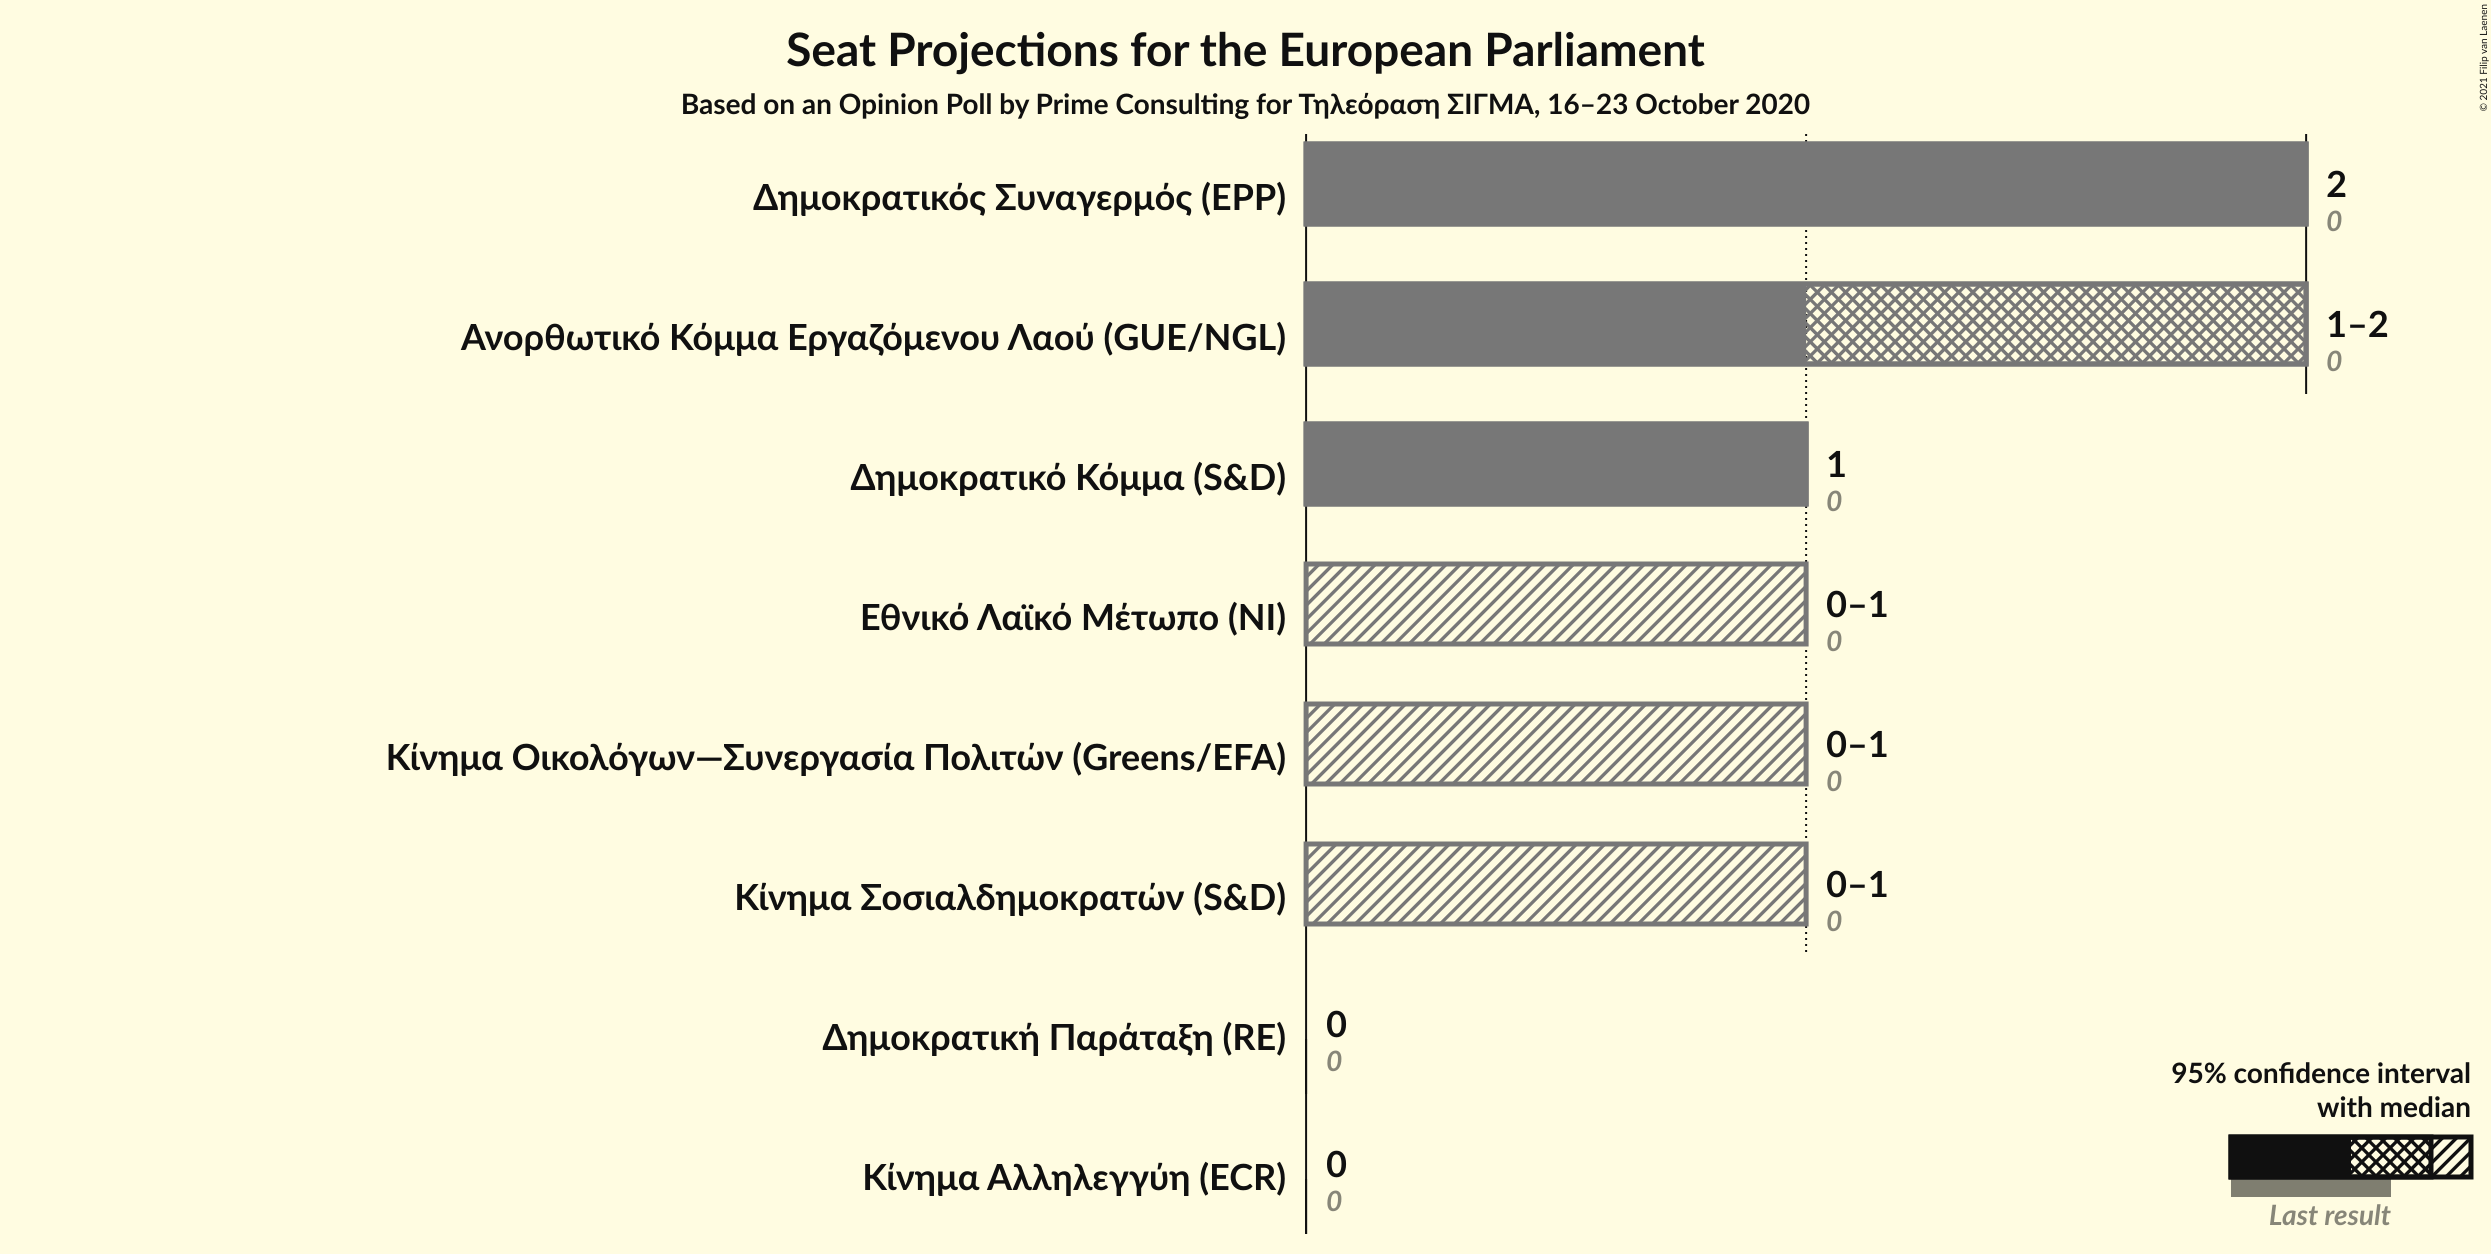 Seat Projections for the European Parliament
Based on an Opinion Poll by Prime Consulting for Τηλεόραση ΣΙΓΜΑ, 16–23 October 2020
© 2021 Filip van Laenen
Δημοκρατικός Συναγερμός (EPP)
2
0
Ανορθωτικό Κόμμα Εργαζόμενου Λαού (GUE/NGL)
1–2
0
Δημοκρατικό Κόμμα (S&D)
1
0
Εθνικό Λαϊκό Μέτωπο (NI)
0–1
0
Κίνημα Οικολόγων—Συνεργασία Πολιτών (Greens/EFA)
0–1
0
Κίνημα Σοσιαλδημοκρατών (S&D)
0–1
0
Δημοκρατική Παράταξη (RE)
0
0
Κίνημα Αλληλεγγύη (ECR)
0
0
95% confidence interval
with median
Last result